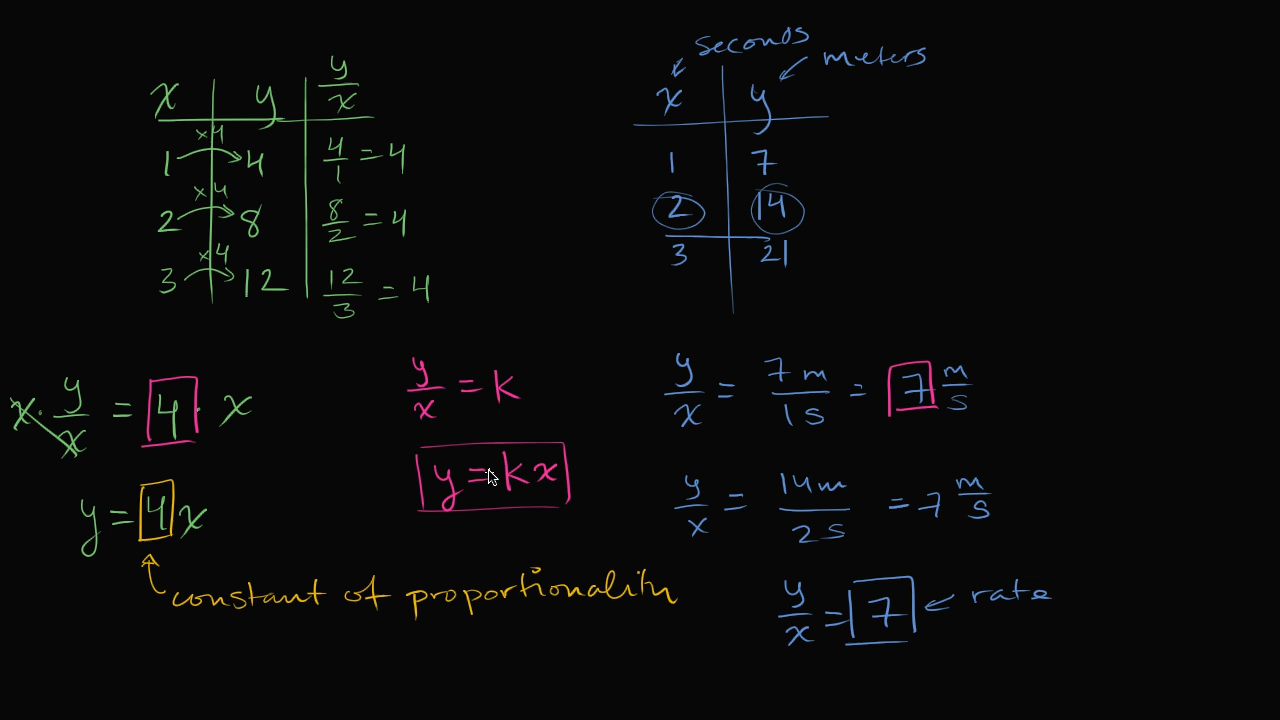 x y y/x
×4
1 4 4/1 = 4
×4
2 8 8/2 = 4
×4
3 12 12/3 = 4
x · y/x = 4 · x
y = 4x
constant of proportionality
y/x = k
y = kx
seconds
meters
x y
1 7
2 14
3 21
y/x = 7m/1s = 7 m/s
y/x = 14m/2s = 7 m/s
y/x = 7 rate